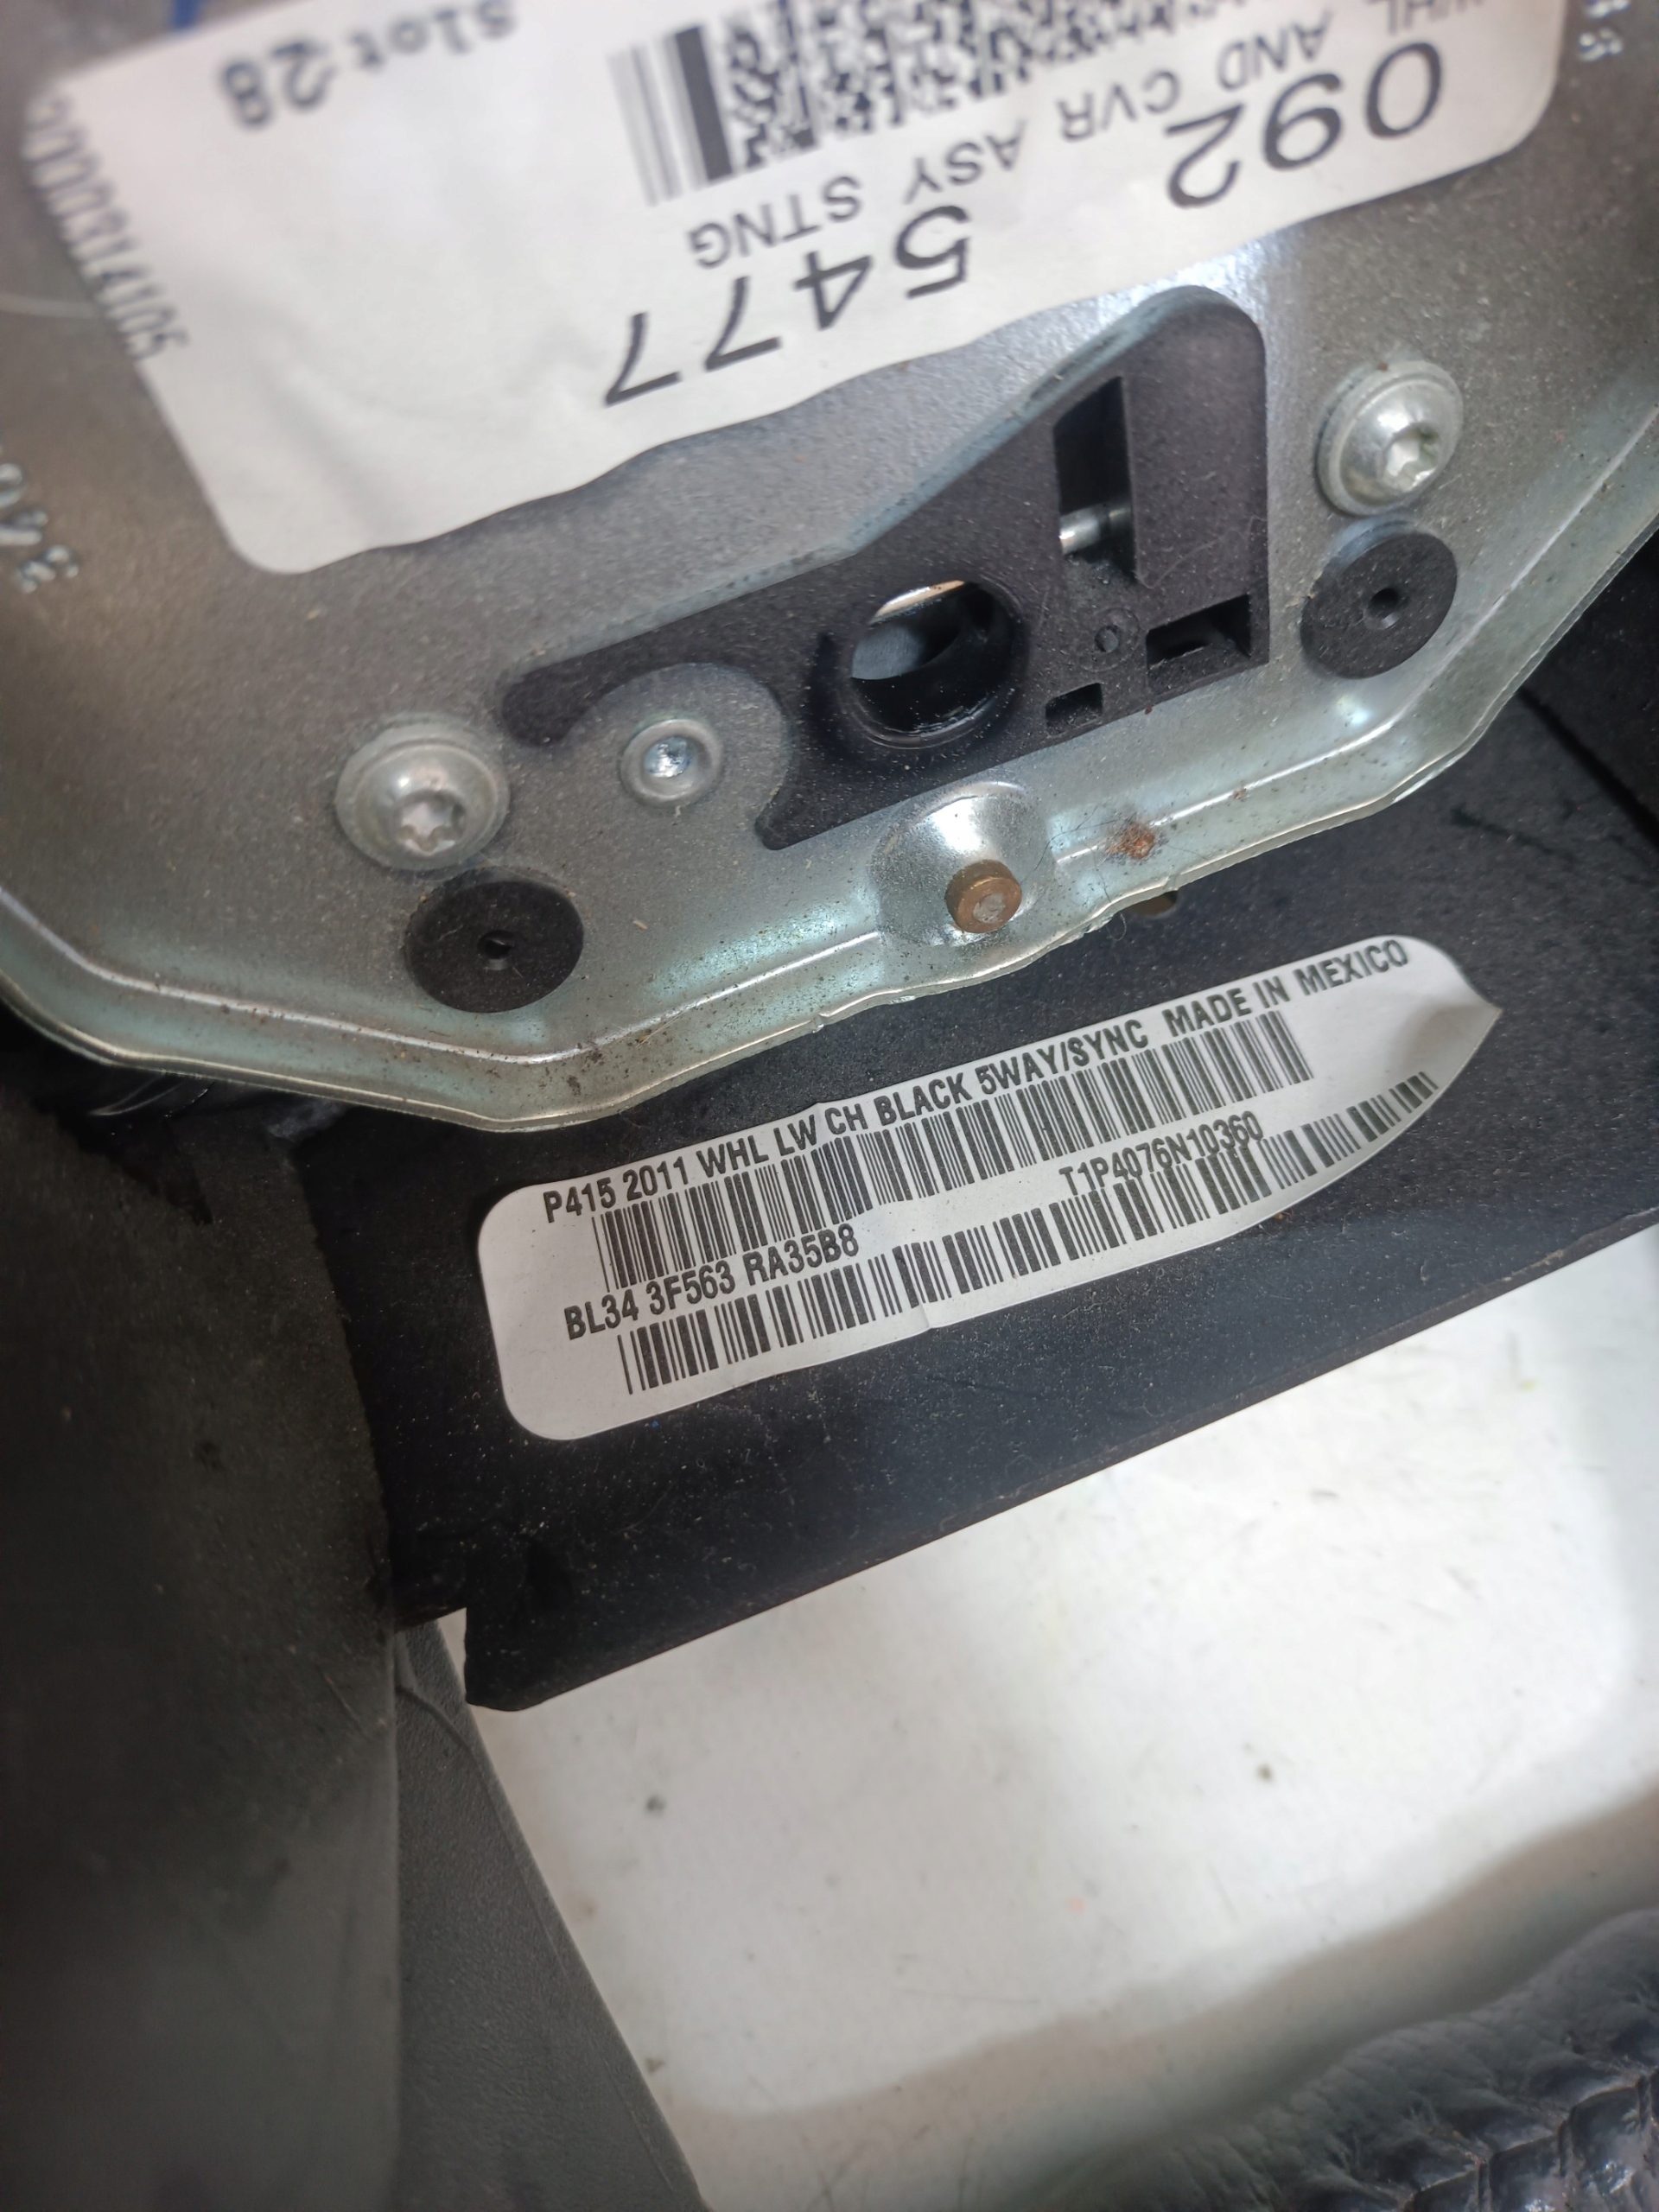 Slot 28
092
AND CVR ASY STNG
5477
P415 2011 WHL LW CH BLACK 5WAY/SYNC MADE IN MEXICO
T1P4076N10360
BL34 3F563 RA35B8